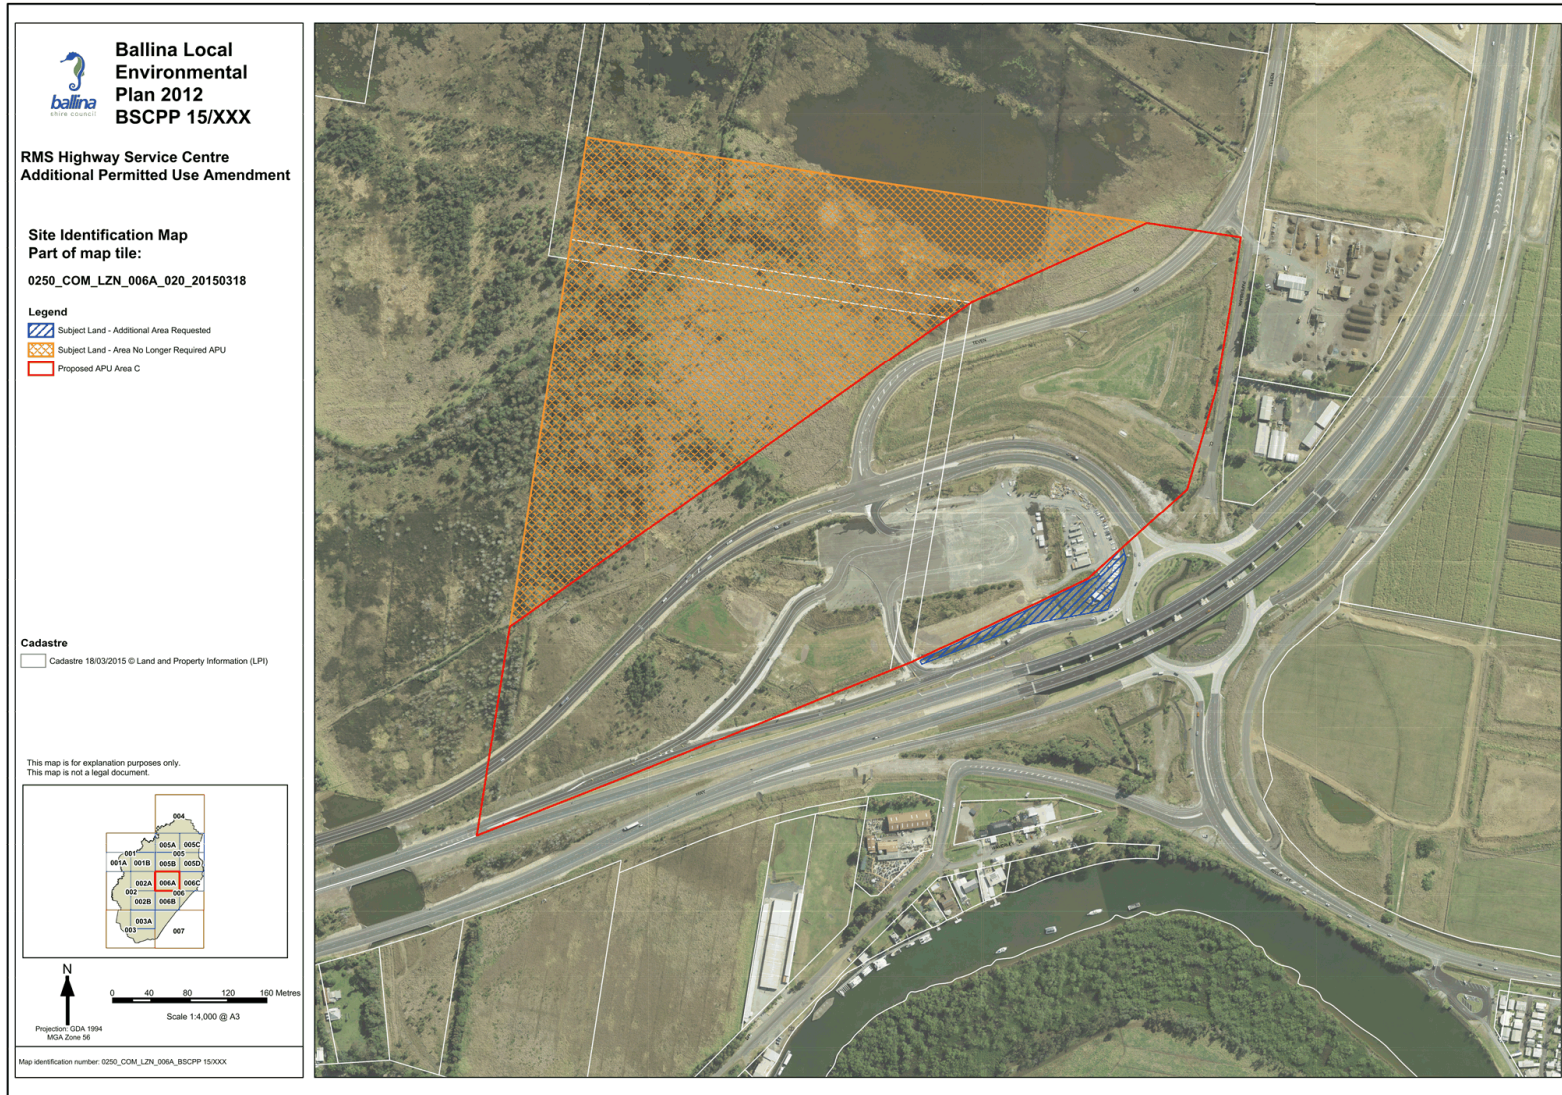 ballina
shire council
Ballina Local
Environmental
Plan 2012
BSCPP 15/XXX
RMS Highway Service Centre
Additional Permitted Use Amendment
Site Identification Map
Part of map tile:
0250_COM_LZN_006A_020_20150318
Legend
Subject Land - Additional Area Requested
Subject Land - Area No Longer Required APU
Proposed APU Area C
Cadastre
Cadastre 18/03/2015 © Land and Property Information (LPI)
This map is for explanation purposes only.
This map is not a legal document.
004
005A 005C
001 005
001A 001B 005B 005D
002A 006A 006C
002 006
002B 006B
003A
003 007
N
0 40 80 120 160 Metres
Scale 1:4,000 @ A3
Projection: GDA 1994
MGA Zone 56
Map identification number: 0250_COM_LZN_006A_BSCPP 15/XXX
TEVEN